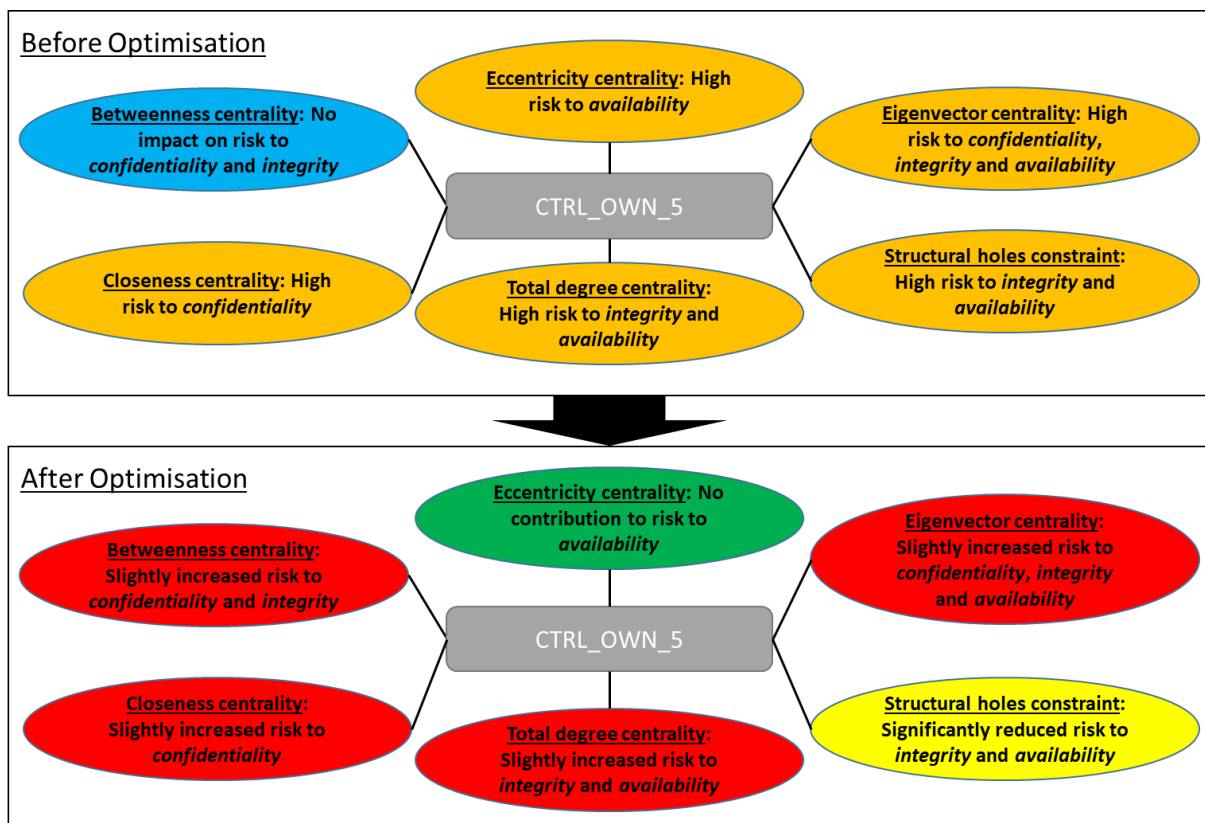 Before Optimisation
Eccentricity centrality: High
risk to availability
Betweenness centrality: No
impact on risk to
confidentiality and integrity
Eigenvector centrality: High
risk to confidentiality,
integrity and availability
CTRL_OWN_5
Closeness centrality: High
risk to confidentiality
Total degree centrality:
High risk to integrity and
availability
Structural holes constraint:
High risk to integrity and
availability
After Optimisation
Eccentricity centrality: No
contribution to risk to
availability
Betweenness centrality:
Slightly increased risk to
confidentiality and integrity
Eigenvector centrality:
Slightly increased risk to
confidentiality, integrity
and availability
CTRL_OWN_5
Closeness centrality:
Slightly increased risk to
confidentiality
Total degree centrality:
Slightly increased risk to
integrity and availability
Structural holes constraint:
Significantly reduced risk to
integrity and availability